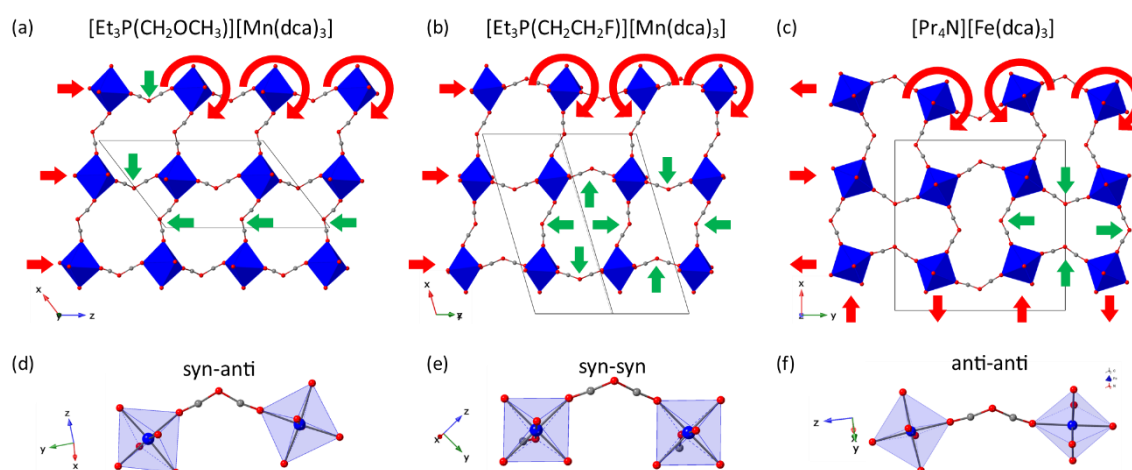 (a) [Et₃P(CH₂OCH₃)][Mn(dca)₃]
(b) [Et₃P(CH₂CH₂F)][Mn(dca)₃]
(c) [Pr₄N][Fe(dca)₃]
x
y
z
x
x
z
y
(d) syn-anti
(e) syn-syn
(f) anti-anti
z
y
x
z
x
y
z
y